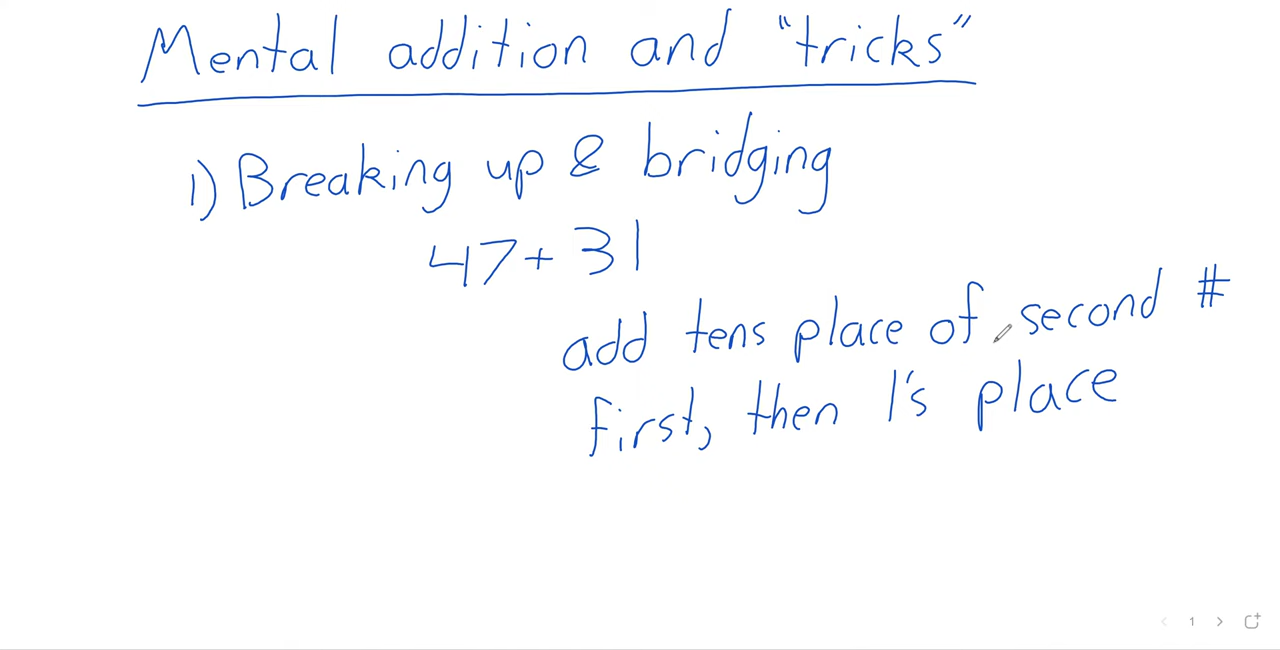 Mental addition and "tricks"
1) Breaking up & bridging
47 + 31
add tens place of second #
first, then 1's place
1